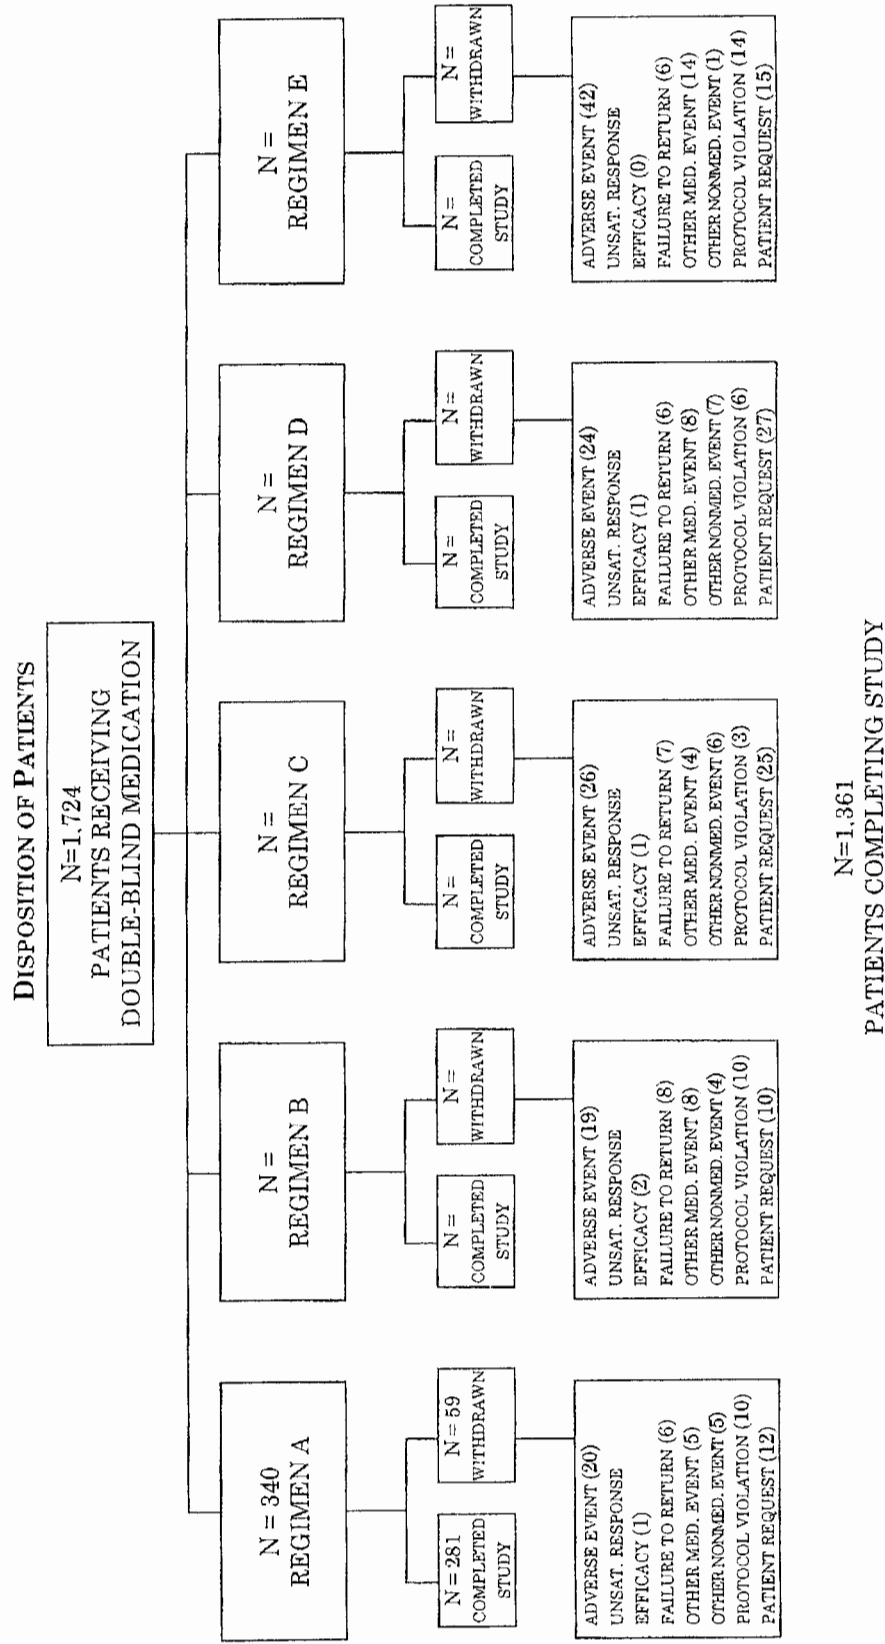 DISPOSITION OF PATIENTS
N=1,724
PATIENTS RECEIVING
DOUBLE-BLIND MEDICATION
N = 340
REGIMEN A
N =
REGIMEN B
N =
REGIMEN C
N =
REGIMEN D
N =
REGIMEN E
N = 281
COMPLETED
STUDY
N = 59
WITHDRAWN
N =
COMPLETED
STUDY
N =
WITHDRAWN
N =
COMPLETED
STUDY
N =
WITHDRAWN
N =
COMPLETED
STUDY
N =
WITHDRAWN
N =
COMPLETED
STUDY
N =
WITHDRAWN
ADVERSE EVENT (20)
UNSAT. RESPONSE
EFFICACY (1)
FAILURE TO RETURN (6)
OTHER MED. EVENT (5)
OTHER NONMED. EVENT (5)
PROTOCOL VIOLATION (10)
PATIENT REQUEST (12)
ADVERSE EVENT (19)
UNSAT. RESPONSE
EFFICACY (2)
FAILURE TO RETURN (8)
OTHER MED. EVENT (8)
OTHER NONMED. EVENT (4)
PROTOCOL VIOLATION (10)
PATIENT REQUEST (10)
ADVERSE EVENT (26)
UNSAT. RESPONSE
EFFICACY (1)
FAILURE TO RETURN (7)
OTHER MED. EVENT (4)
OTHER NONMED. EVENT (6)
PROTOCOL VIOLATION (3)
PATIENT REQUEST (25)
ADVERSE EVENT (24)
UNSAT. RESPONSE
EFFICACY (1)
FAILURE TO RETURN (6)
OTHER MED. EVENT (8)
OTHER NONMED. EVENT (7)
PROTOCOL VIOLATION (6)
PATIENT REQUEST (27)
ADVERSE EVENT (42)
UNSAT. RESPONSE
EFFICACY (0)
FAILURE TO RETURN (6)
OTHER MED. EVENT (14)
OTHER NONMED. EVENT (1)
PROTOCOL VIOLATION (14)
PATIENT REQUEST (15)
N=1,361
PATIENTS COMPLETING STUDY